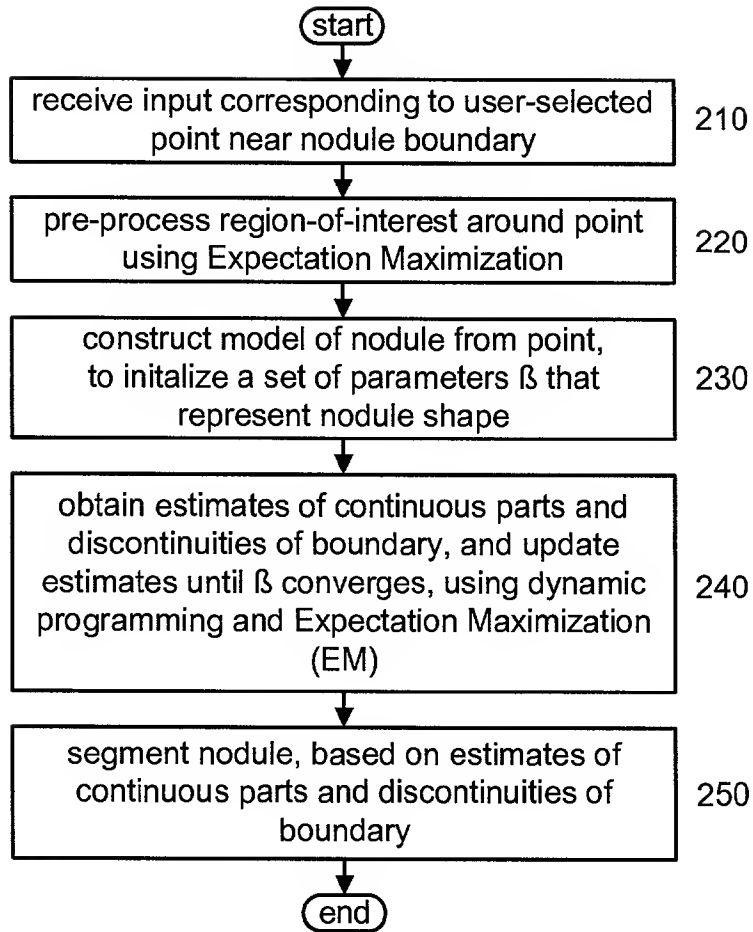 start
receive input corresponding to user-selected
point near nodule boundary
210
pre-process region-of-interest around point
using Expectation Maximization
220
construct model of nodule from point,
to initalize a set of parameters ß that
represent nodule shape
230
obtain estimates of continuous parts and
discontinuities of boundary, and update
estimates until ß converges, using dynamic
programming and Expectation Maximization
(EM)
240
segment nodule, based on estimates of
continuous parts and discontinuities of
boundary
250
end